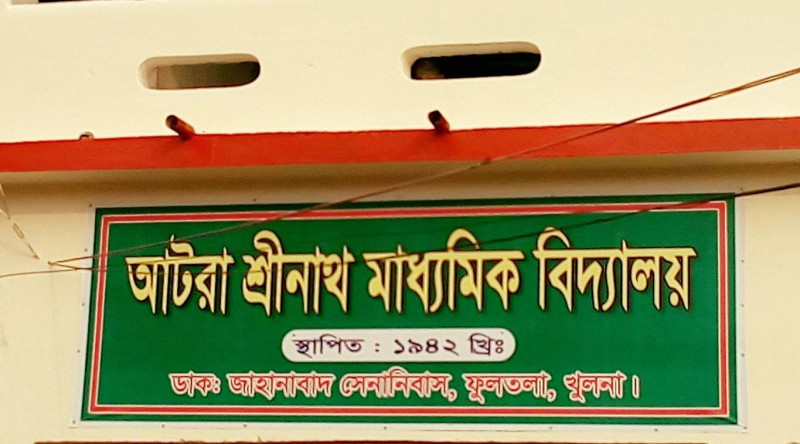 আটরা শ্রীনাথ মাধ্যমিক বিদ্যালয়
স্থাপিত : ১৯৪২ খ্রিঃ
ডাক: জাহানাবাদ সেনানিবাস, ফুলতলা, খুলনা।